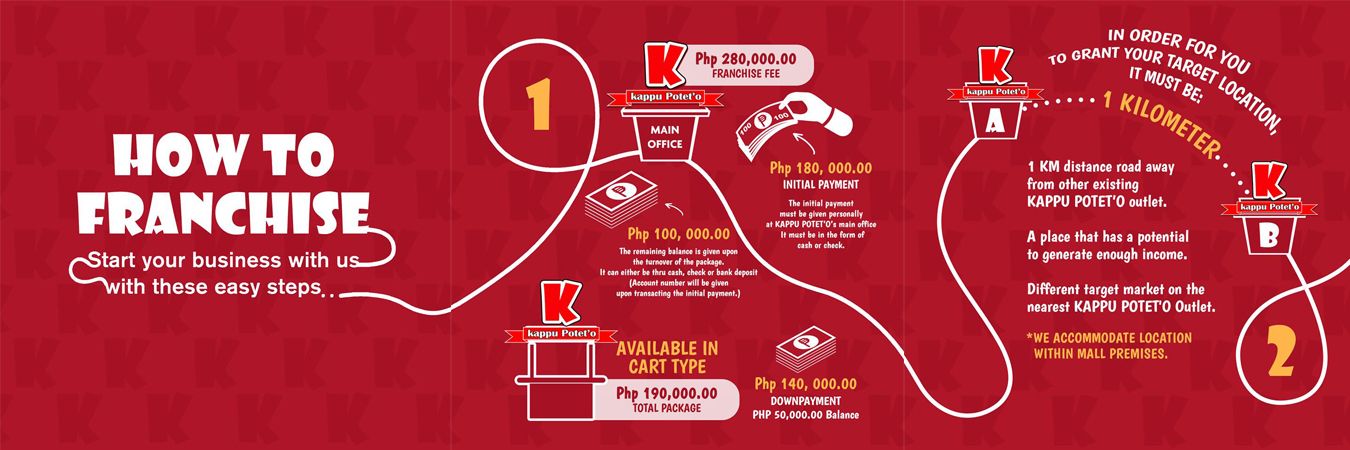 HOW TO
FRANCHISE
Start your business with us
with these easy steps...
1
K
kappu Potet'o
MAIN
OFFICE
Php 280,000.00
FRANCHISE FEE
100
P
100
Php 180, 000.00
INITIAL PAYMENT
The initial payment
must be given personally
at KAPPU POTET'O's main office
It must be in the form of
cash or check.
Php 100, 000.00
The remaining balance is given upon
the turnover of the package.
It can either be thru cash, check or bank deposit
(Account number will be given
upon transacting the initial payment.)
K
kappu Potet'o
AVAILABLE IN
CART TYPE
Php 190,000.00
TOTAL PACKAGE
Php 140, 000.00
DOWNPAYMENT
PHP 50,000.00 Balance
K
kappu Potet'o
A
IN ORDER FOR YOU
TO GRANT YOUR TARGET LOCATION,
IT MUST BE:
1 KILOMETER
K
kappu Potet'o
B
1 KM distance road away
from other existing
KAPPU POTET'O outlet.
A place that has a potential
to generate enough income.
Different target market on the
nearest KAPPU POTET'O Outlet.
*WE ACCOMMODATE LOCATION
WITHIN MALL PREMISES.
2